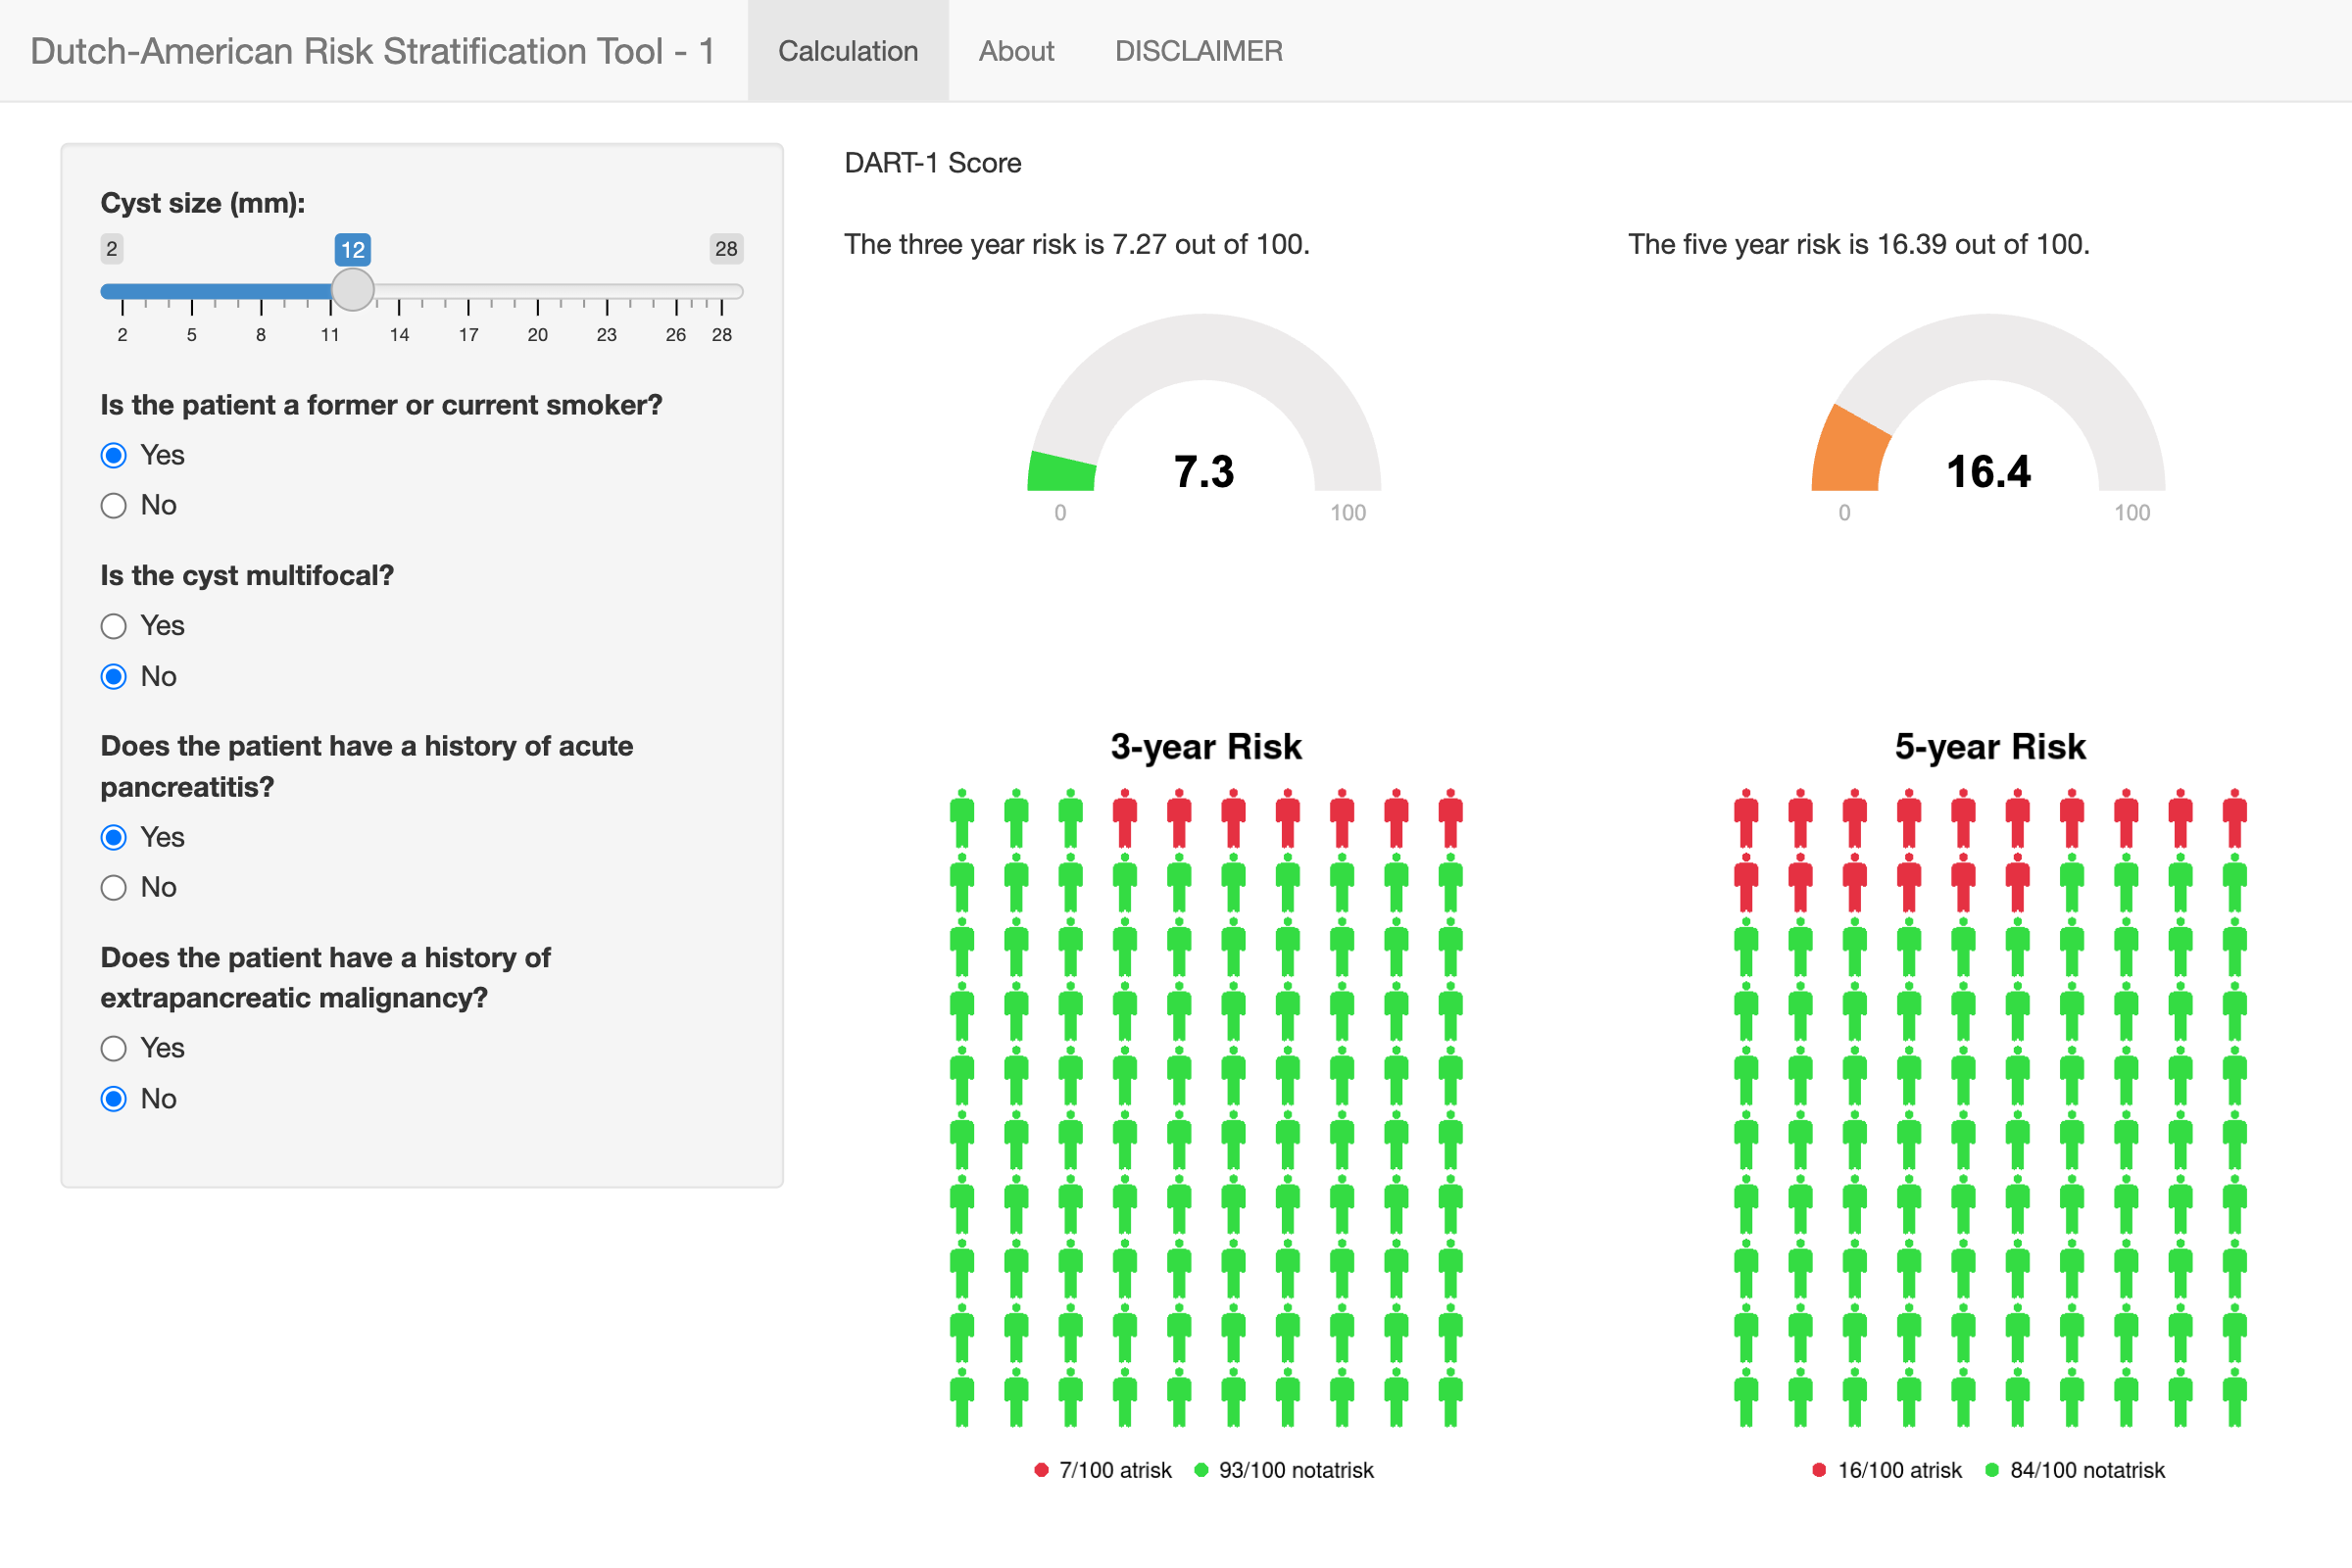 Dutch-American Risk Stratification Tool - 1
Calculation
About
DISCLAIMER
Cyst size (mm):
2
12
28
2 5 8 11 14 17 20 23 26 28
Is the patient a former or current smoker?
Yes
No
Is the cyst multifocal?
Yes
No
Does the patient have a history of acute
pancreatitis?
Yes
No
Does the patient have a history of
extrapancreatic malignancy?
Yes
No
DART-1 Score
The three year risk is 7.27 out of 100.
7.3
0 100
The five year risk is 16.39 out of 100.
16.4
0 100
3-year Risk
7/100 atrisk 93/100 notatrisk
5-year Risk
16/100 atrisk 84/100 notatrisk